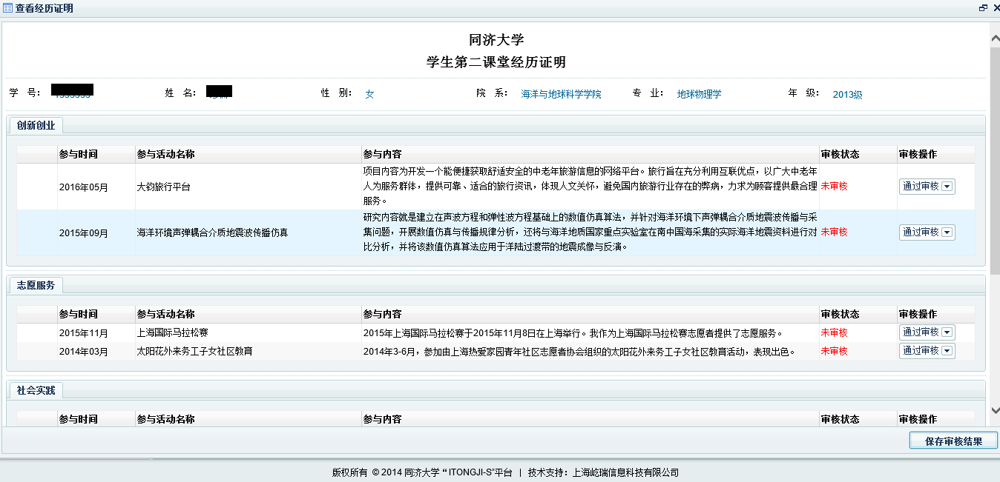 查看经历证明
同济大学
学生第二课堂经历证明
学 号： 姓 名： 性 别： 女 院 系： 海洋与地球科学学院 专 业： 地球物理学 年 级： 2013级
创新创业
参与时间 参与活动名称 参与内容 审核状态 审核操作
2016年05月 大钧旅行平台 项目内容为开发一个能便捷获取舒适安全的中老年旅游信息的网络平台。旅行旨在充分利用互联优点，以广大中老年
人为服务群体，提供可靠、适合的旅行资讯，体现人文关怀，避免国内旅游行业存在的弊病，力求为顾客提供最合理
服务。 未审核 通过审核
2015年09月 海洋环境声弹耦合介质地震波传播仿真 研究内容就是建立在声波方程和弹性波方程基础上的数值仿真算法，并针对海洋环境下声弹耦合介质地震波传播与采
集问题，开展数值仿真与传播规律分析，还将与海洋地质国家重点实验室在南中国海采集的实际海洋地震资料进行对
比分析，并将该数值仿真算法应用于洋陆过渡带的地震成像与反演。 未审核 通过审核
志愿服务
参与时间 参与活动名称 参与内容 审核状态 审核操作
2015年11月 上海国际马拉松赛 2015年上海国际马拉松赛于2015年11月8日在上海举行。我作为上海国际马拉松赛志愿者提供了志愿服务。 未审核 通过审核
2014年03月 太阳花外来务工子女社区教育 2014年3-6月，参加由上海热爱家园青年社区志愿者协会组织的太阳花外来务工子女社区教育活动，表现出色。 未审核 通过审核
社会实践
参与时间 参与活动名称 参与内容 审核状态 审核操作
保存审核结果
版权所有 © 2014 同济大学“ ITONGJI-S”平台 | 技术支持：上海屹瑞信息科技有限公司